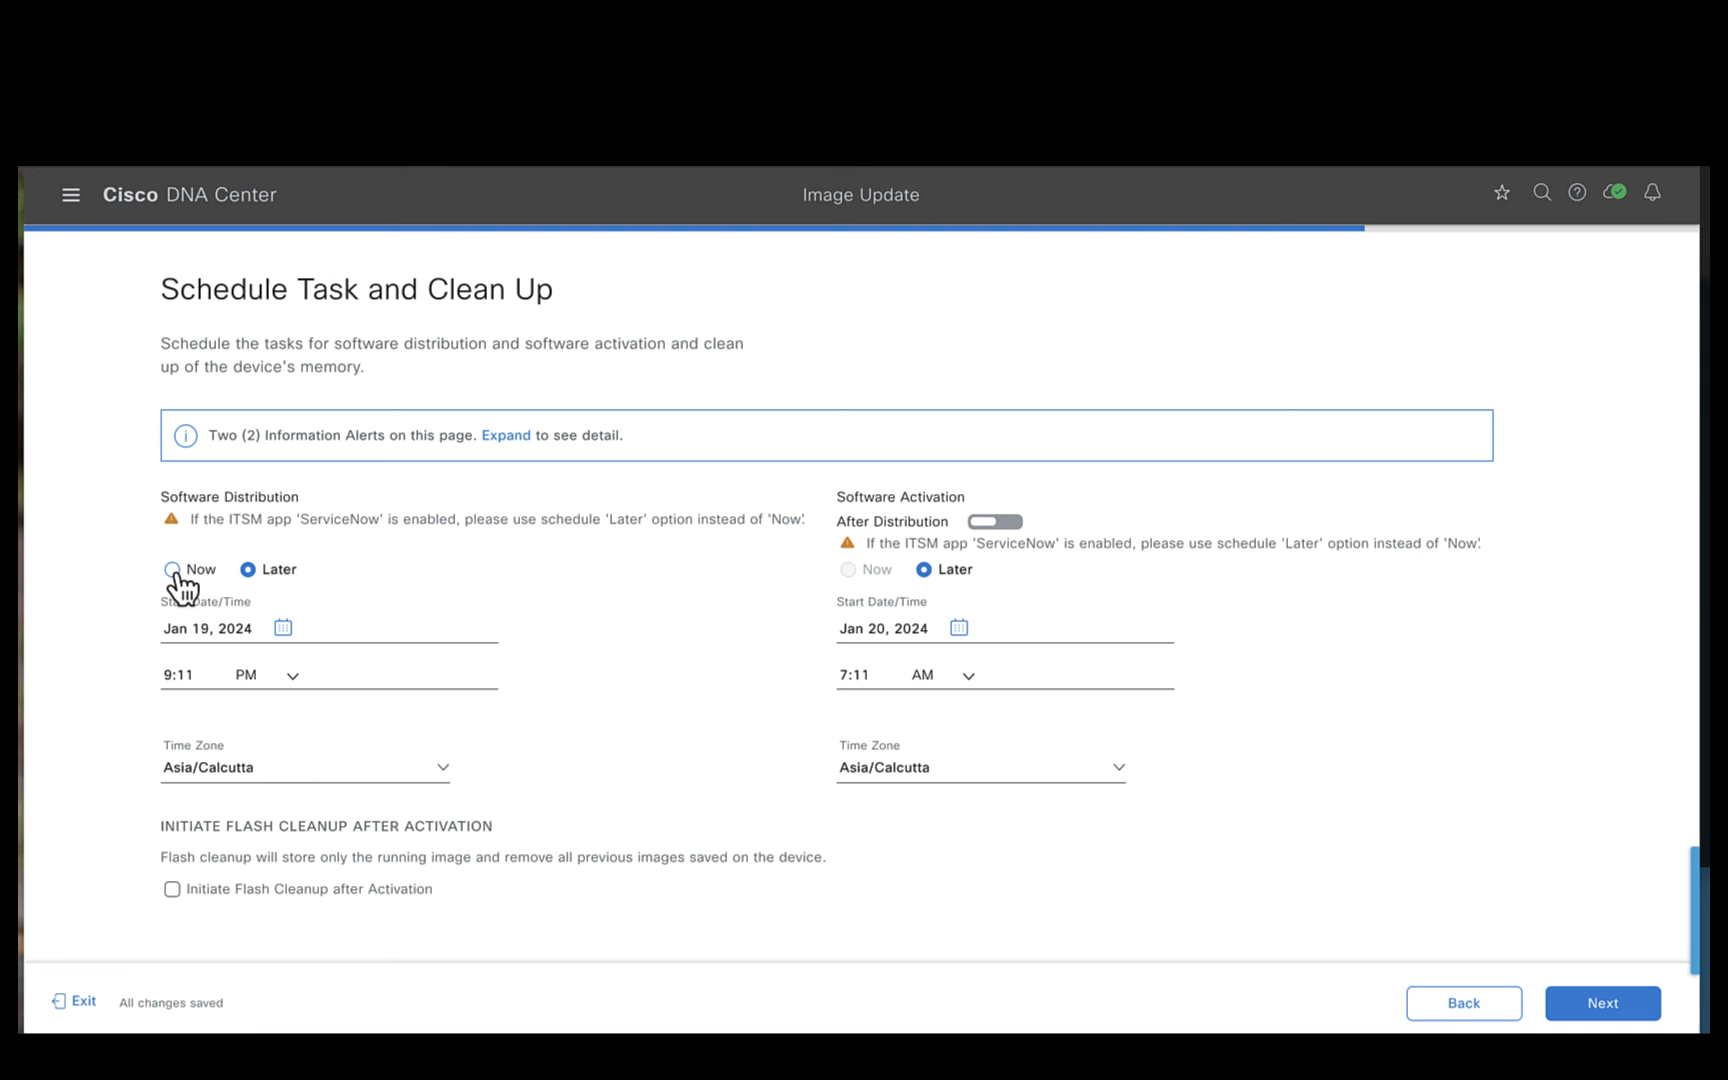 Cisco DNA Center
Image Update
Schedule Task and Clean Up
Schedule the tasks for software distribution and software activation and clean
up of the device's memory.
Two (2) Information Alerts on this page. Expand to see detail.
Software Distribution
If the ITSM app 'ServiceNow' is enabled, please use schedule 'Later' option instead of 'Now'.
Now Later
Start Date/Time
Jan 19, 2024
9:11 PM
Time Zone
Asia/Calcutta
Software Activation
After Distribution
If the ITSM app 'ServiceNow' is enabled, please use schedule 'Later' option instead of 'Now'.
Now Later
Start Date/Time
Jan 20, 2024
7:11 AM
Time Zone
Asia/Calcutta
INITIATE FLASH CLEANUP AFTER ACTIVATION
Flash cleanup will store only the running image and remove all previous images saved on the device.
Initiate Flash Cleanup after Activation
Exit All changes saved
Back
Next